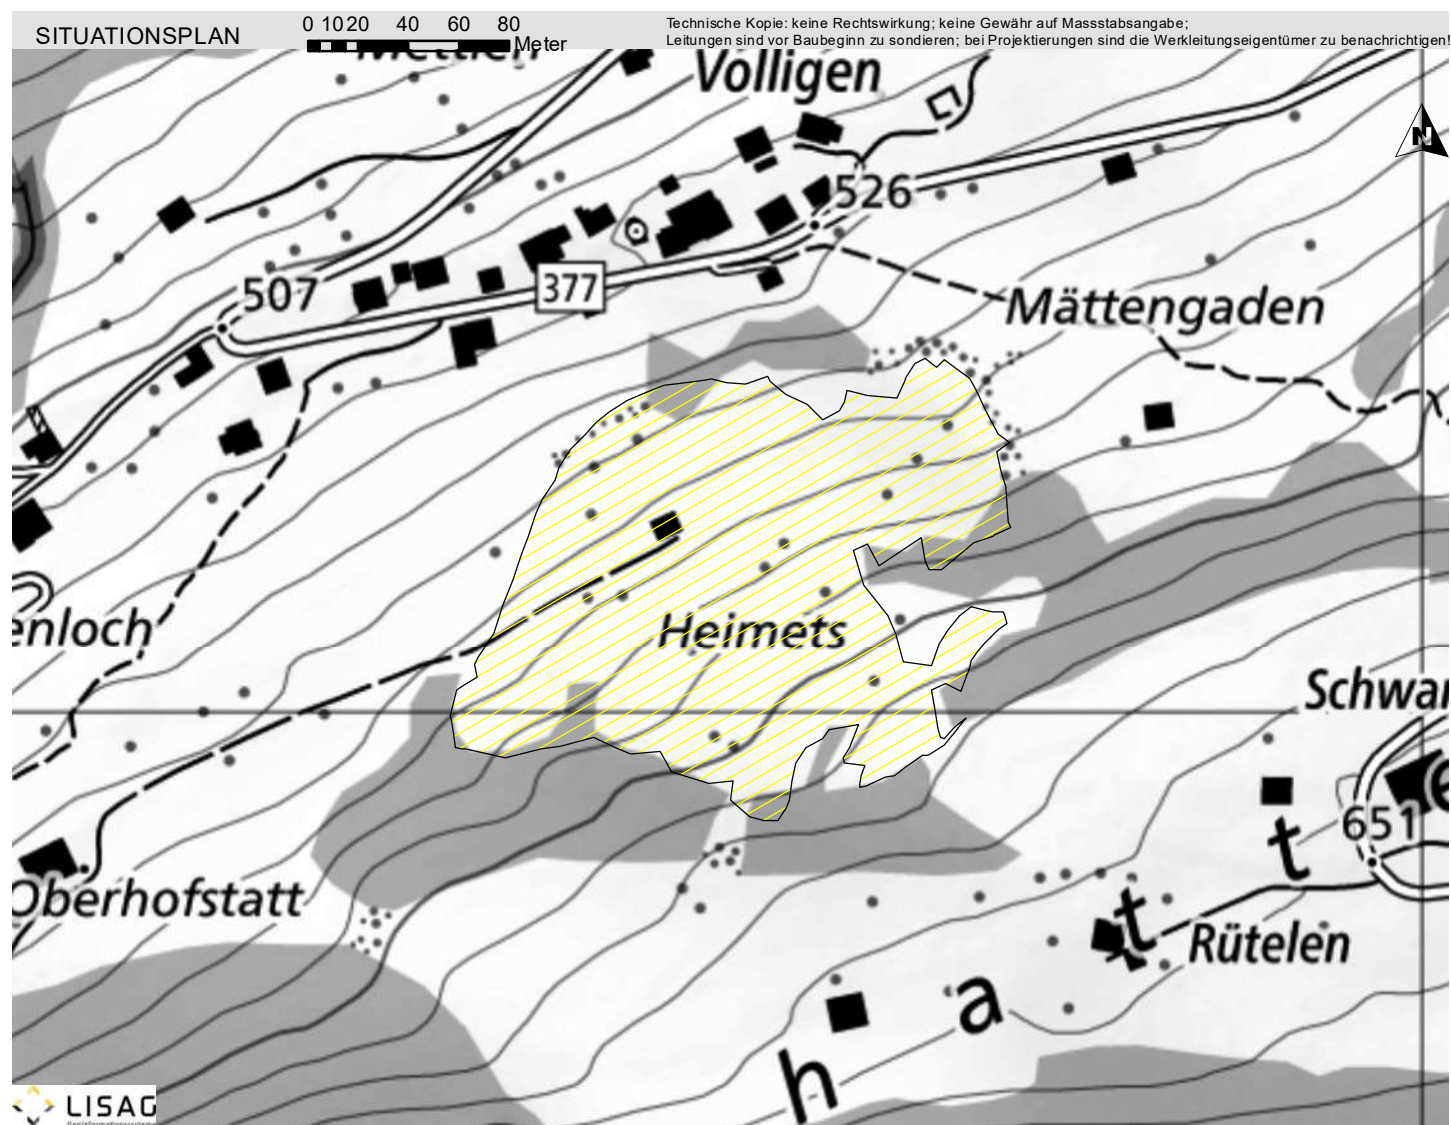 SITUATIONSPLAN
0 10 20 40 60 80
Meter
Technische Kopie: keine Rechtswirkung; keine Gewähr auf Massstabsangabe;
Leitungen sind vor Baubeginn zu sondieren; bei Projektierungen sind die Werkleitungseigentümer zu benachrichtigen!
Volligen
N
526
507
377
Mättengaden
enloch
Heimets
Schwar
651
e
t
t
Oberhofstatt
Rütelen
a
h
LISAG